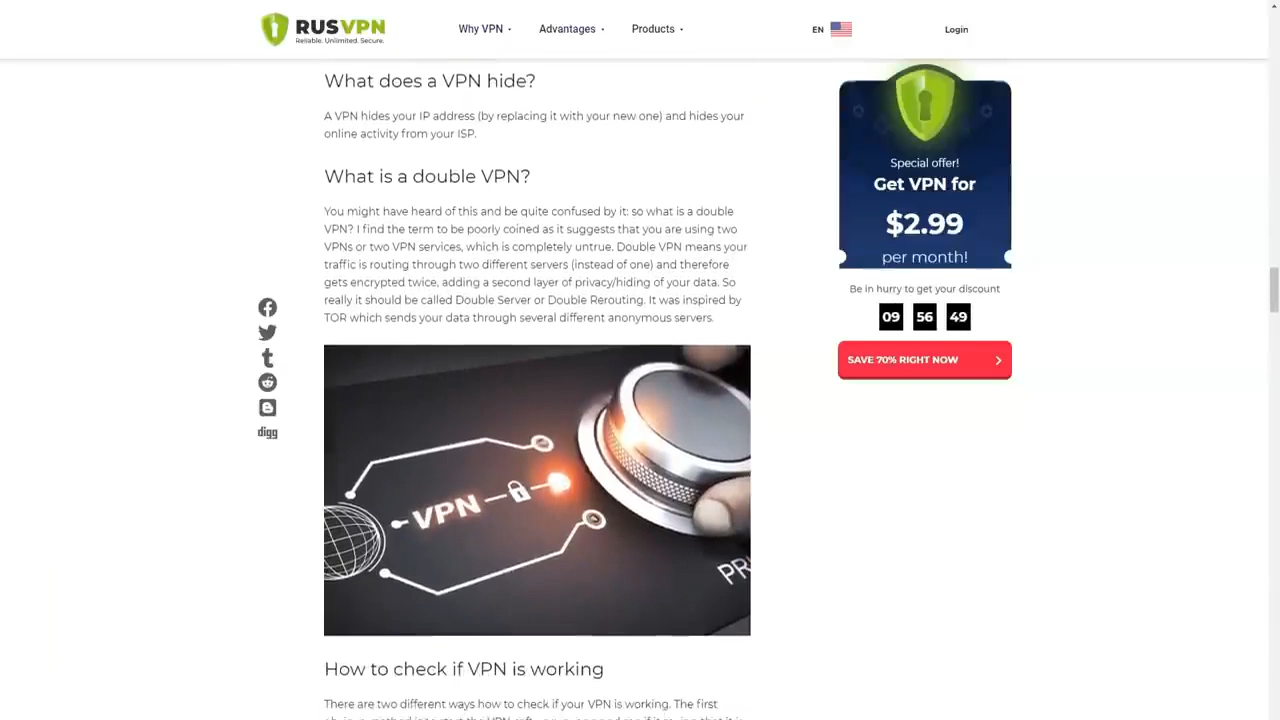 RUSVPN
Reliable. Unlimited. Secure.
Why VPN
Advantages
Products
EN
Login
What does a VPN hide?
A VPN hides your IP address (by replacing it with your new one) and hides your
online activity from your ISP.
What is a double VPN?
You might have heard of this and be quite confused by it: so what is a double
VPN? I find the term to be poorly coined as it suggests that you are using two
VPNs or two VPN services, which is completely untrue. Double VPN means your
traffic is routing through two different servers (instead of one) and therefore
gets encrypted twice, adding a second layer of privacy/hiding of your data. So
really it should be called Double Server or Double Rerouting. It was inspired by
TOR which sends your data through several different anonymous servers.
digg
VPN
PRI
How to check if VPN is working
There are two different ways how to check if your VPN is working. The first
Special offer!
Get VPN for
$2.99
per month!
Be in hurry to get your discount
09 56 49
SAVE 70% RIGHT NOW